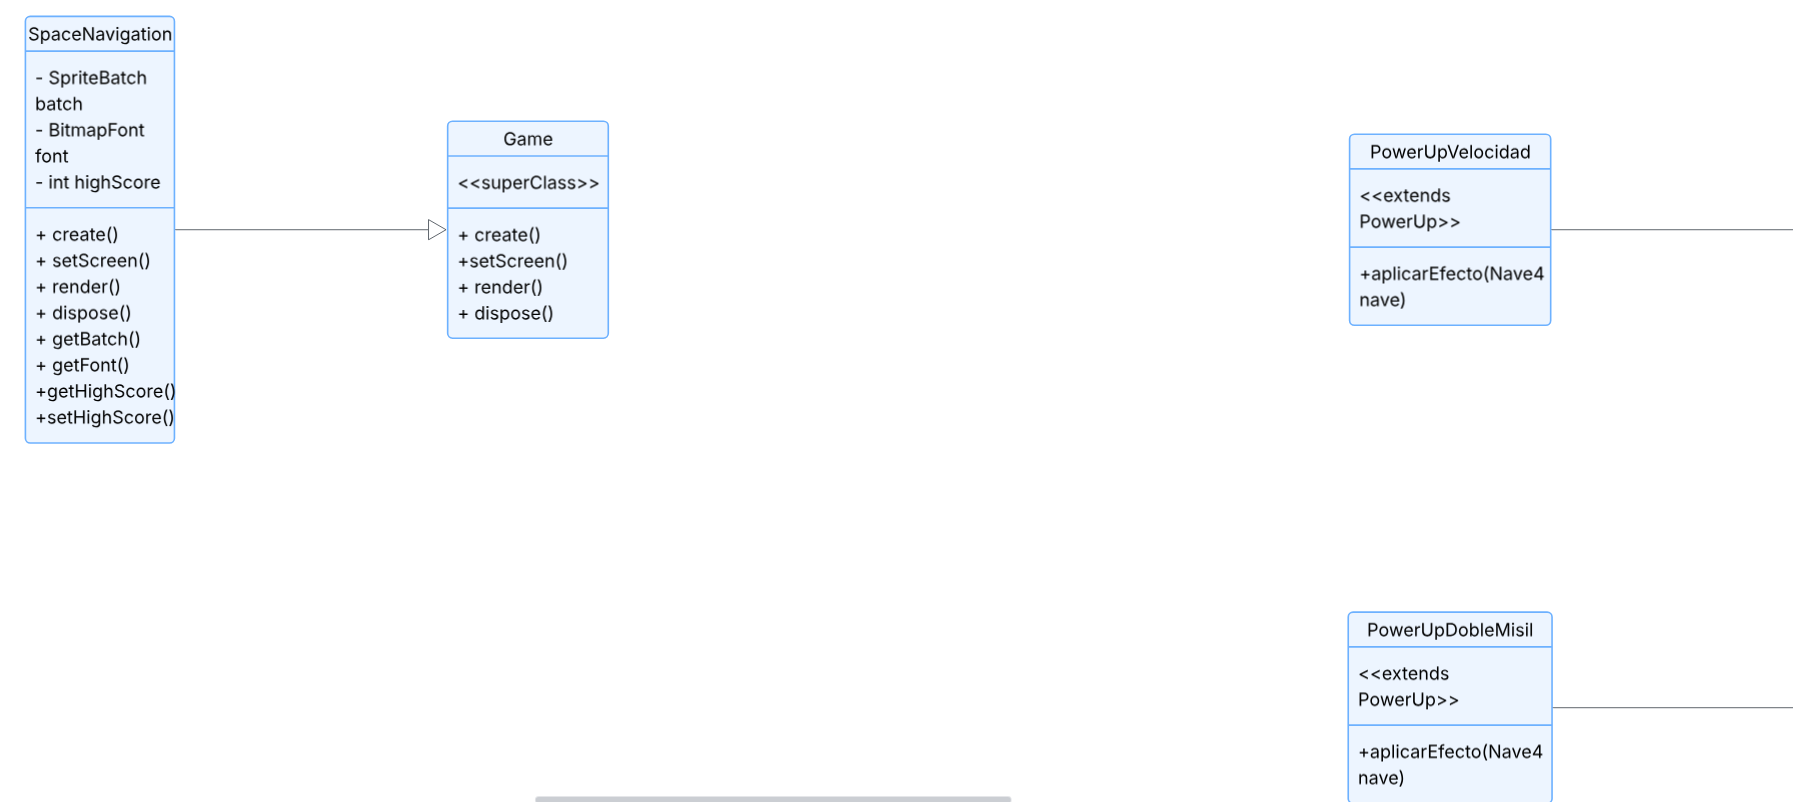 SpaceNavigation
- SpriteBatch
batch
- BitmapFont
font
- int highScore
+ create()
+ setScreen()
+ render()
+ dispose()
+ getBatch()
+ getFont()
+getHighScore()
+setHighScore()
Game
<<superClass>>
+ create()
+setScreen()
+ render()
+ dispose()
PowerUpVelocidad
<<extends
PowerUp>>
+aplicarEfecto(Nave4
nave)
PowerUpDobleMisil
<<extends
PowerUp>>
+aplicarEfecto(Nave4
nave)